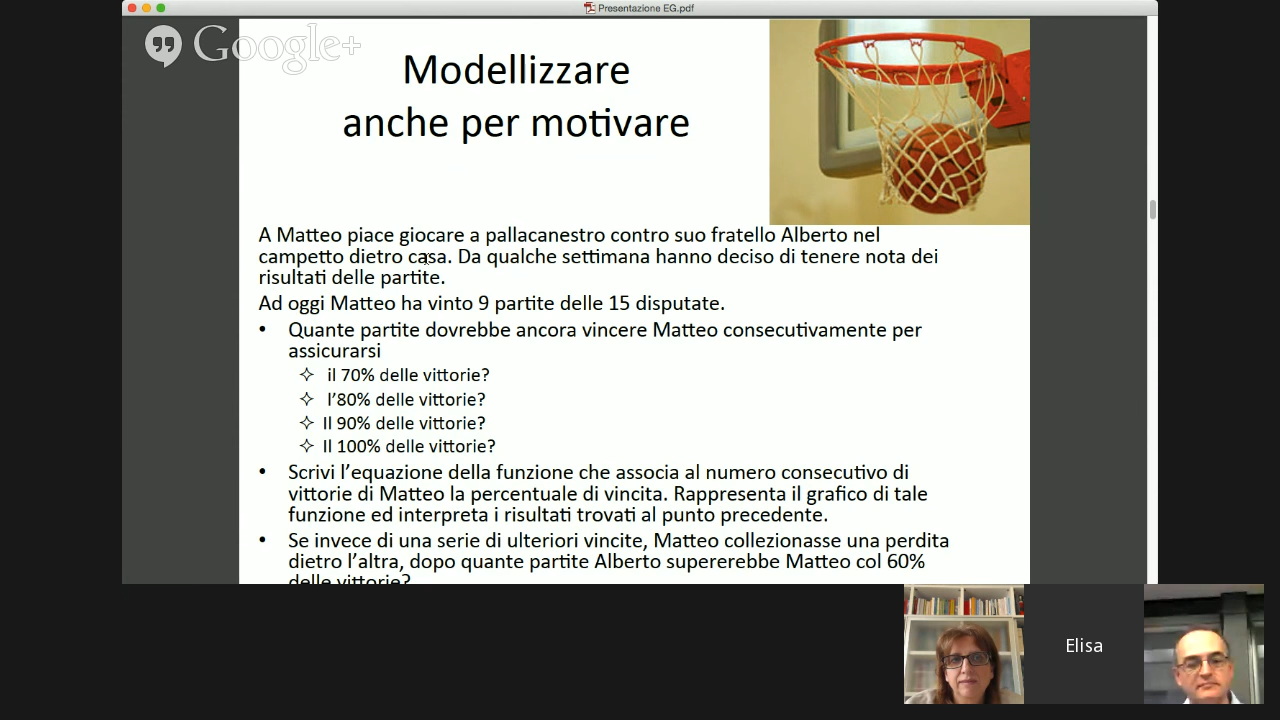 Presentazione EG.pdf
Google+
Modellizzare
anche per motivare
A Matteo piace giocare a pallacanestro contro suo fratello Alberto nel
campetto dietro casa. Da qualche settimana hanno deciso di tenere nota dei
risultati delle partite.
Ad oggi Matteo ha vinto 9 partite delle 15 disputate.
• Quante partite dovrebbe ancora vincere Matteo consecutivamente per
assicurarsi
✧ il 70% delle vittorie?
✧ l'80% delle vittorie?
✧ Il 90% delle vittorie?
✧ Il 100% delle vittorie?
• Scrivi l'equazione della funzione che associa al numero consecutivo di
vittorie di Matteo la percentuale di vincita. Rappresenta il grafico di tale
funzione ed interpreta i risultati trovati al punto precedente.
• Se invece di una serie di ulteriori vincite, Matteo collezionasse una perdita
dietro l'altra, dopo quante partite Alberto supererebbe Matteo col 60%
delle vittorie?
Elisa